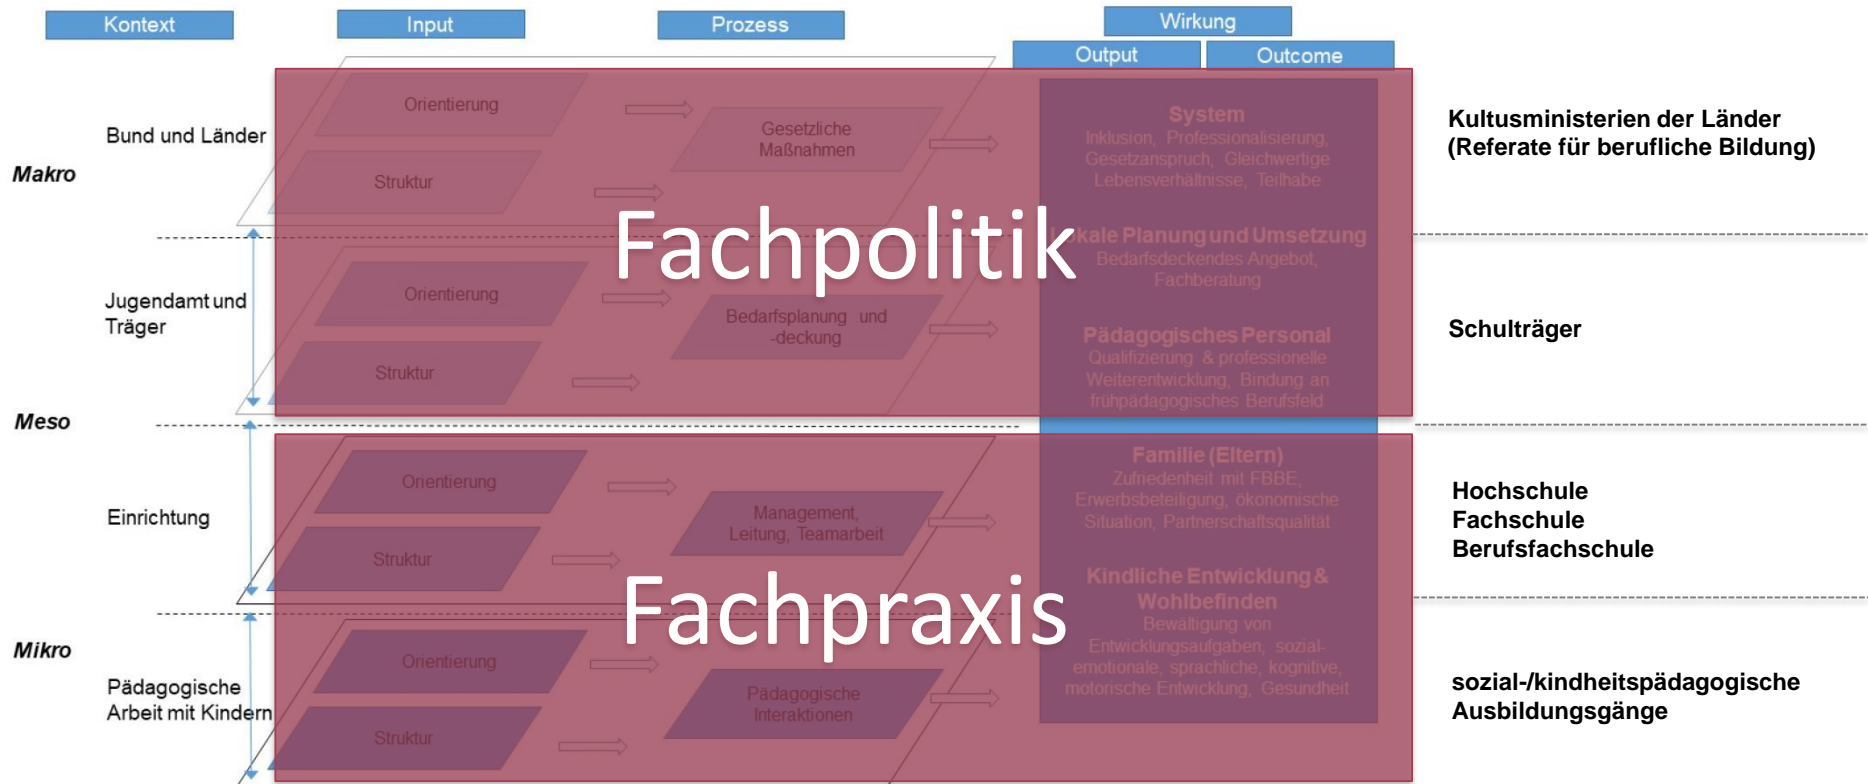 Kontext
Input
Prozess
Wirkung
Output
Outcome
Makro
Bund und Länder
Orientierung
Struktur
Gesetzliche
Maßnahmen
System
Inklusion, Professionalisierung,
Gesetzanspruch, Gleichwertige
Lebensverhältnisse, Teilhabe
Kultusministerien der Länder
(Referate für berufliche Bildung)
Fachpolitik
Jugendamt und
Träger
Orientierung
Struktur
Bedarfsplanung und
-deckung
Lokale Planung und Umsetzung
Bedarfsdeckendes Angebot,
Fachberatung
Pädagogisches Personal
Qualifizierung & professionelle
Weiterentwicklung, Bindung an
frühpädagogisches Berufsfeld
Schulträger
Meso
Einrichtung
Orientierung
Struktur
Management,
Leitung, Teamarbeit
Familie (Eltern)
Zufriedenheit mit FBBE,
Erwerbsbeteiligung, ökonomische
Situation, Partnerschaftsqualität
Hochschule
Fachschule
Berufsfachschule
Fachpraxis
Mikro
Pädagogische
Arbeit mit Kindern
Orientierung
Struktur
Pädagogische
Interaktionen
Kindliche Entwicklung &
Wohlbefinden
Bewältigung von
Entwicklungsaufgaben, sozial-
emotionale, sprachliche, kognitive,
motorische Entwicklung, Gesundheit
sozial-/kindheitspädagogische
Ausbildungsgänge